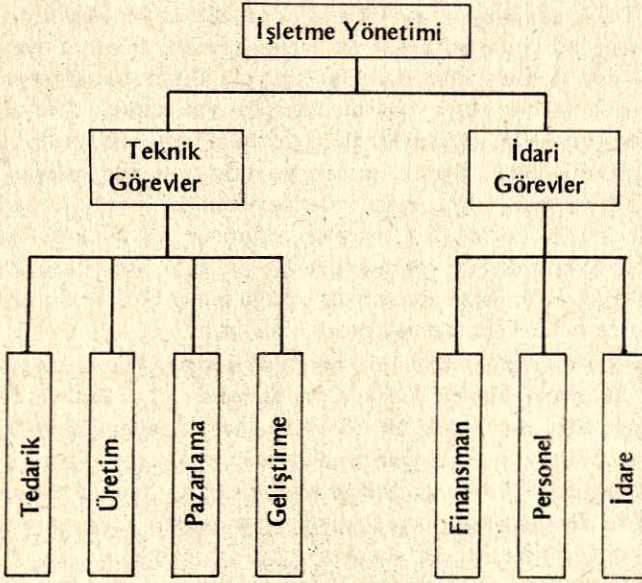 İşletme Yönetimi
Teknik
Görevler
İdari
Görevler
Tedarik
Üretim
Pazarlama
Geliştirme
Finansman
Personel
İdare